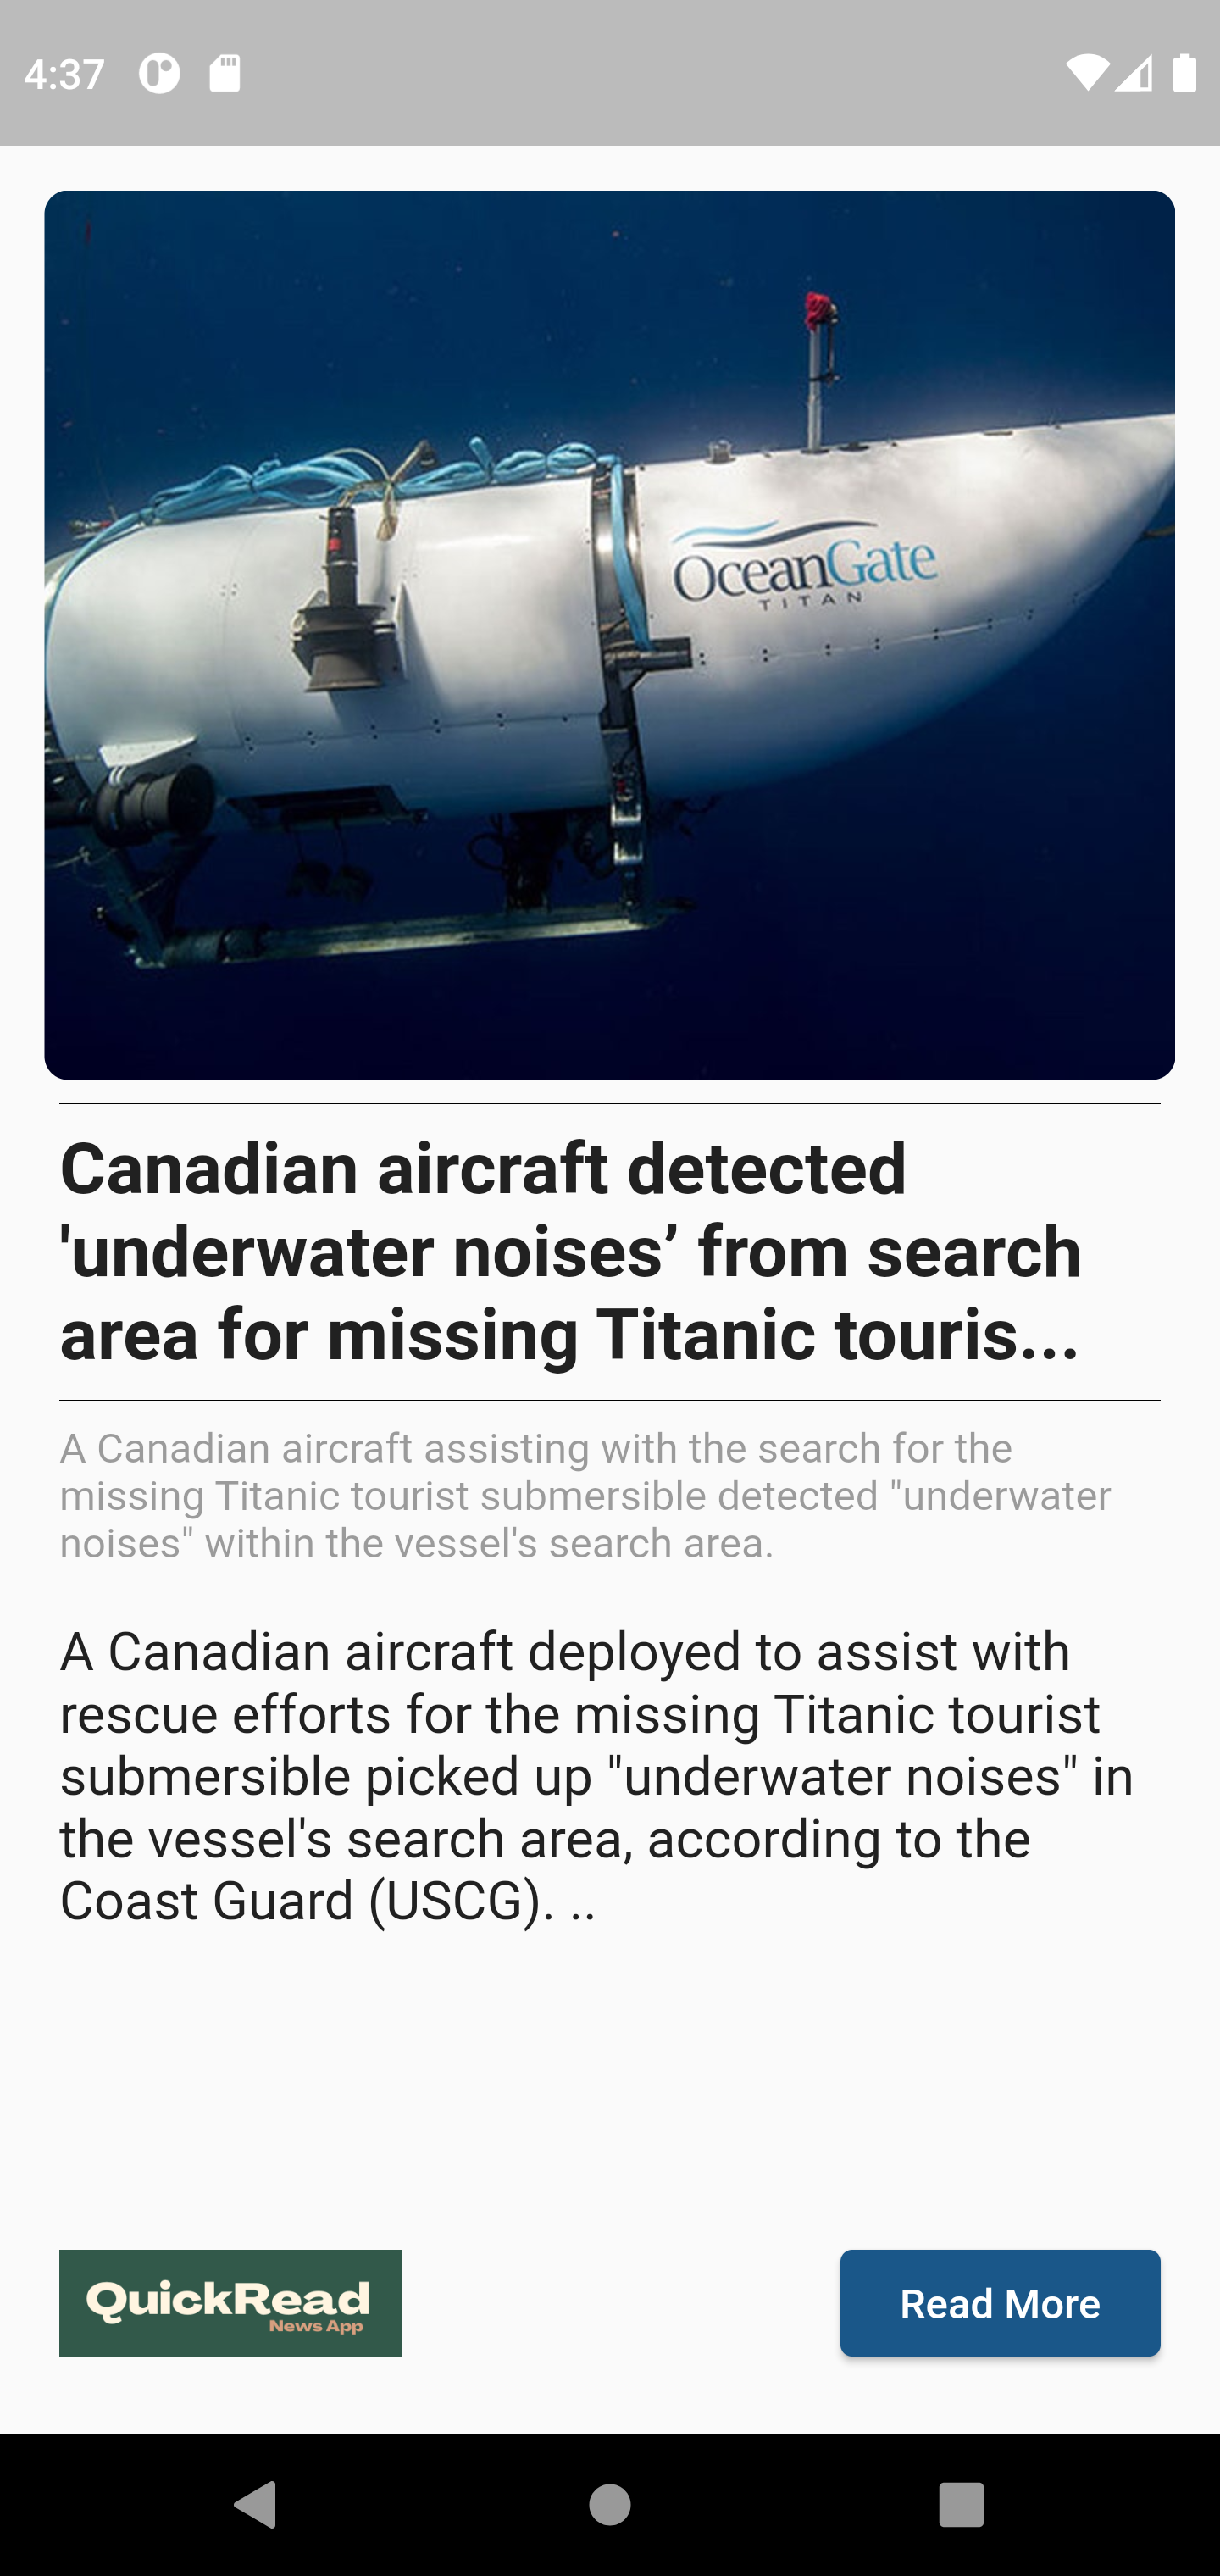 4:37
OceanGate
TITAN
Canadian aircraft detected
'underwater noises’ from search
area for missing Titanic touris...
A Canadian aircraft assisting with the search for the
missing Titanic tourist submersible detected "underwater
noises" within the vessel's search area.
A Canadian aircraft deployed to assist with
rescue efforts for the missing Titanic tourist
submersible picked up "underwater noises" in
the vessel's search area, according to the
Coast Guard (USCG). ..
QuickRead
News App
Read More